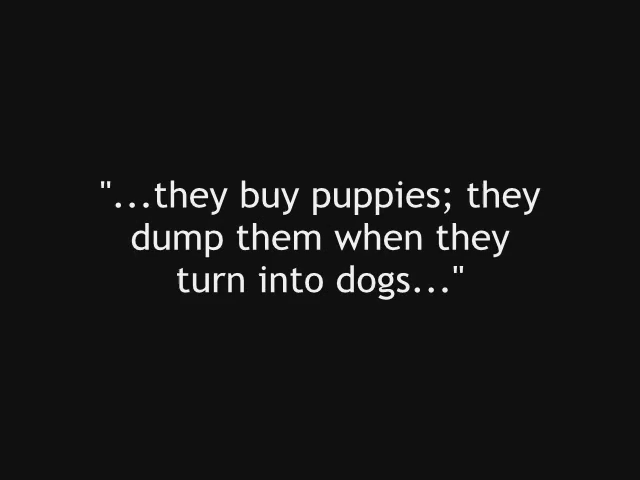 "...they buy puppies; they
dump them when they
turn into dogs..."